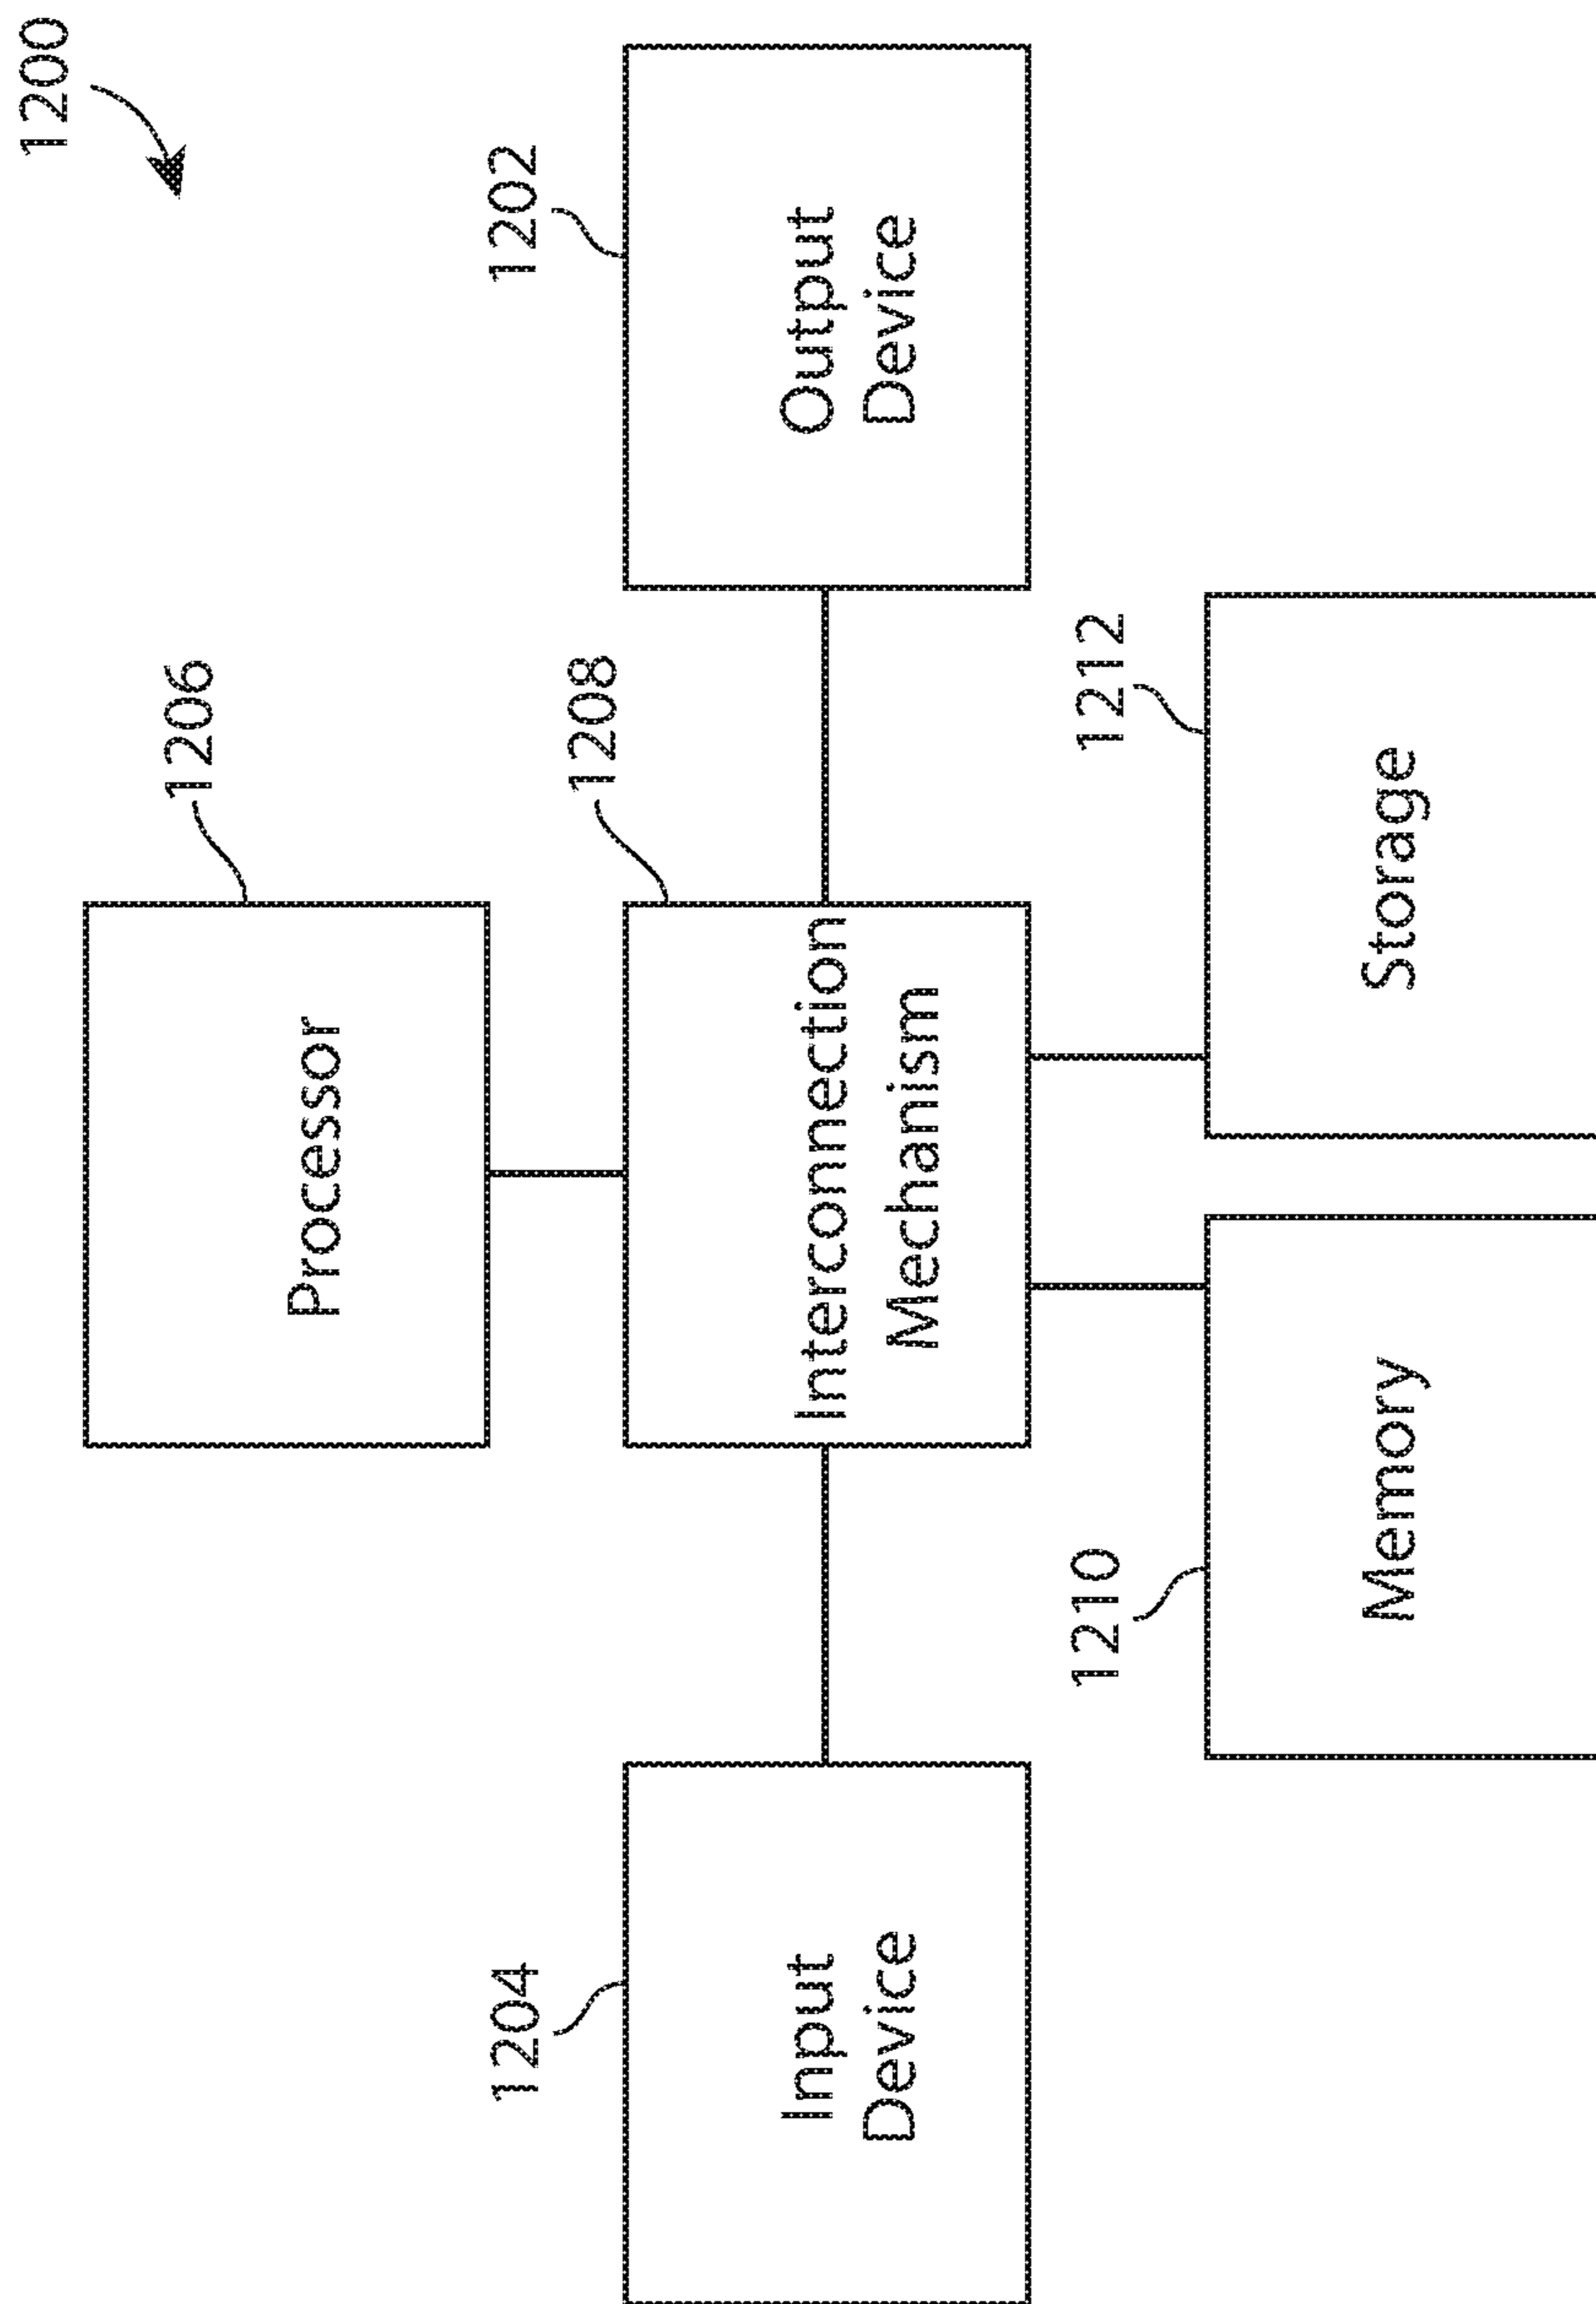 1200
1206
Processor
1202
1204
1208
Input
Device
Interconnection
Mechanism
Output
Device
1210
1212
Memory
Storage